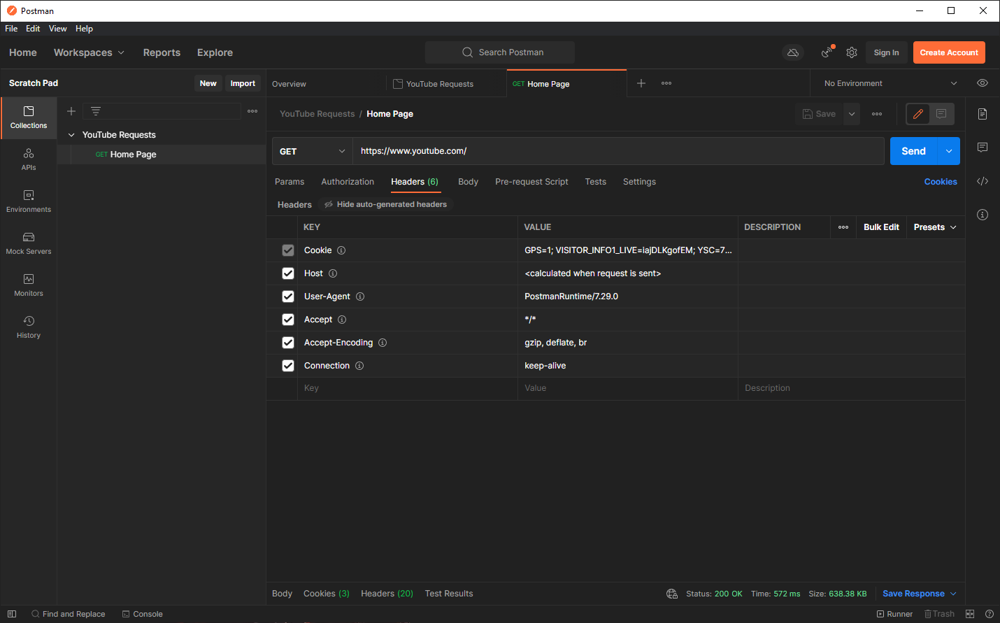 Postman
File Edit View Help
Home Workspaces Reports Explore Search Postman Sign In Create Account
Scratch Pad New Import Overview YouTube Requests GET Home Page No Environment
Collections
APIs
Environments
Mock Servers
Monitors
History
YouTube Requests
GET Home Page
YouTube Requests / Home Page Save
GET https://www.youtube.com/ Send
Params Authorization Headers (6) Body Pre-request Script Tests Settings Cookies
Headers Hide auto-generated headers
KEY VALUE DESCRIPTION Bulk Edit Presets
Cookie GPS=1; VISITOR_INFO1_LIVE=iajDLKgofEM; YSC=7...
Host <calculated when request is sent>
User-Agent PostmanRuntime/7.29.0
Accept */*
Accept-Encoding gzip, deflate, br
Connection keep-alive
Key Value Description
Body Cookies (3) Headers (20) Test Results Status: 200 OK Time: 572 ms Size: 638.38 KB Save Response
Find and Replace Console Runner Trash